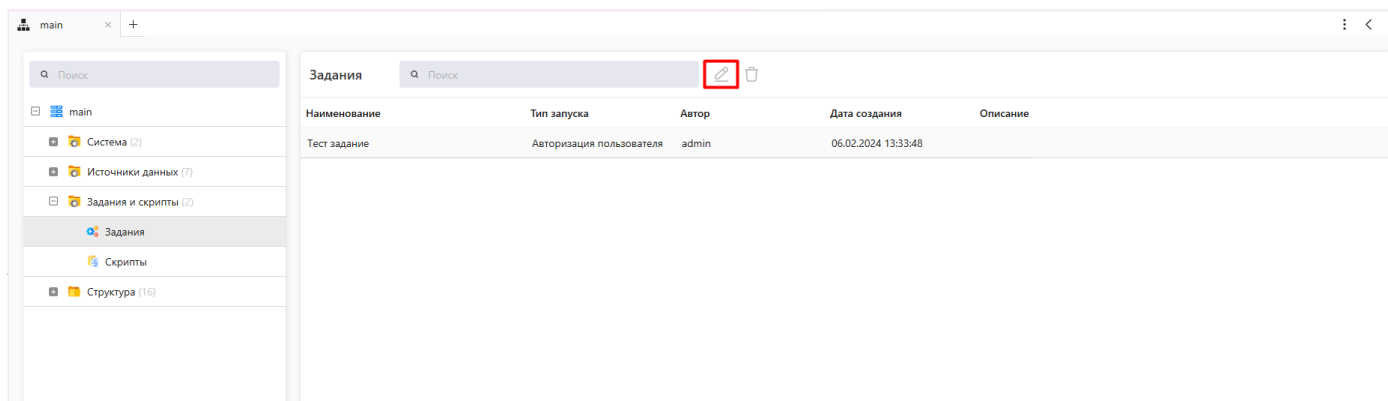 main
Поиск
main
Система (2)
Источники данных (7)
Задания и скрипты (2)
Задания
Скрипты
Структура (16)
Задания Поиск
Наименование Тип запуска Автор Дата создания Описание
Тест задание Авторизация пользователя admin 06.02.2024 13:33:48